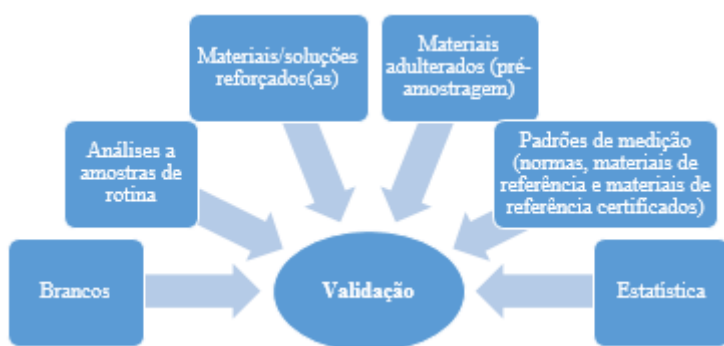 Materiais/soluções
reforçados(as)
Materiais
adulterados (pré-
amostragem)
Análises a
amostras de
rotina
Padrões de medição
(normas, materiais de
referência e materiais de
referência certificados)
Brancos
Validação
Estatística